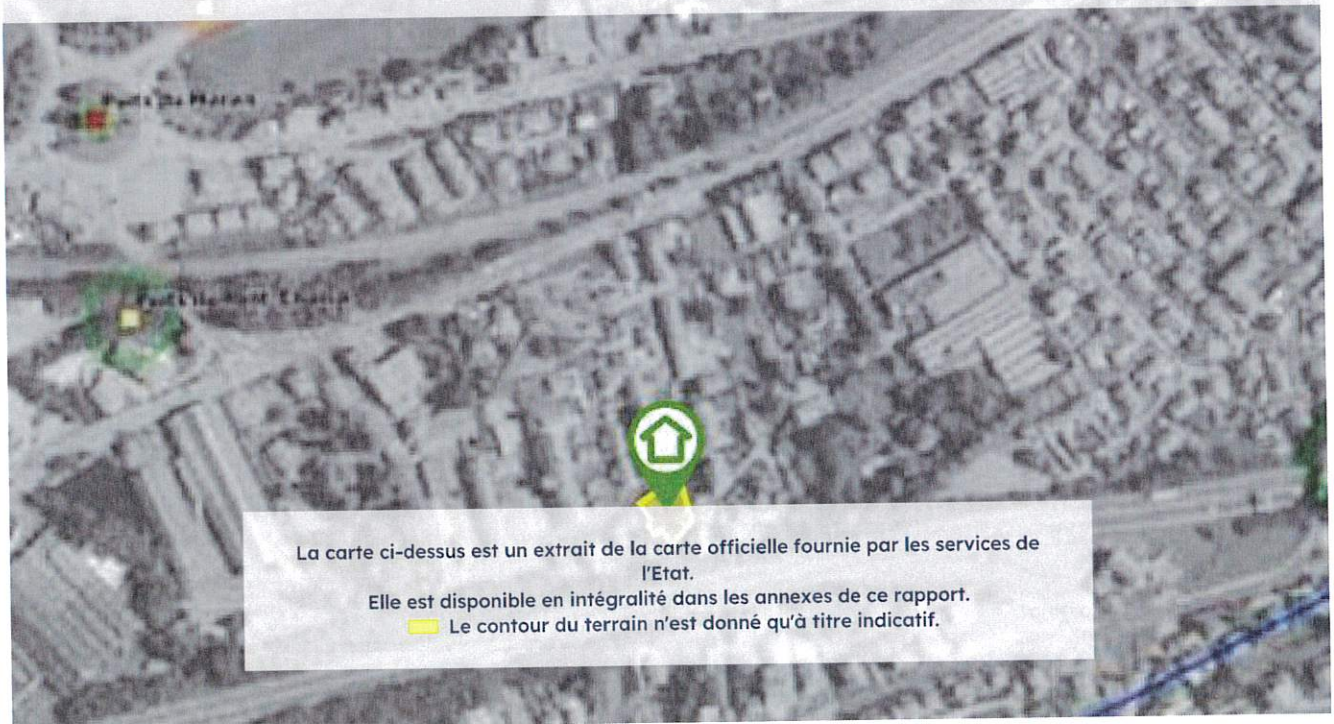 La carte ci-dessus est un extrait de la carte officielle fournie par les services de
l'Etat.
Elle est disponible en intégralité dans les annexes de ce rapport.
Le contour du terrain n'est donné qu'à titre indicatif.